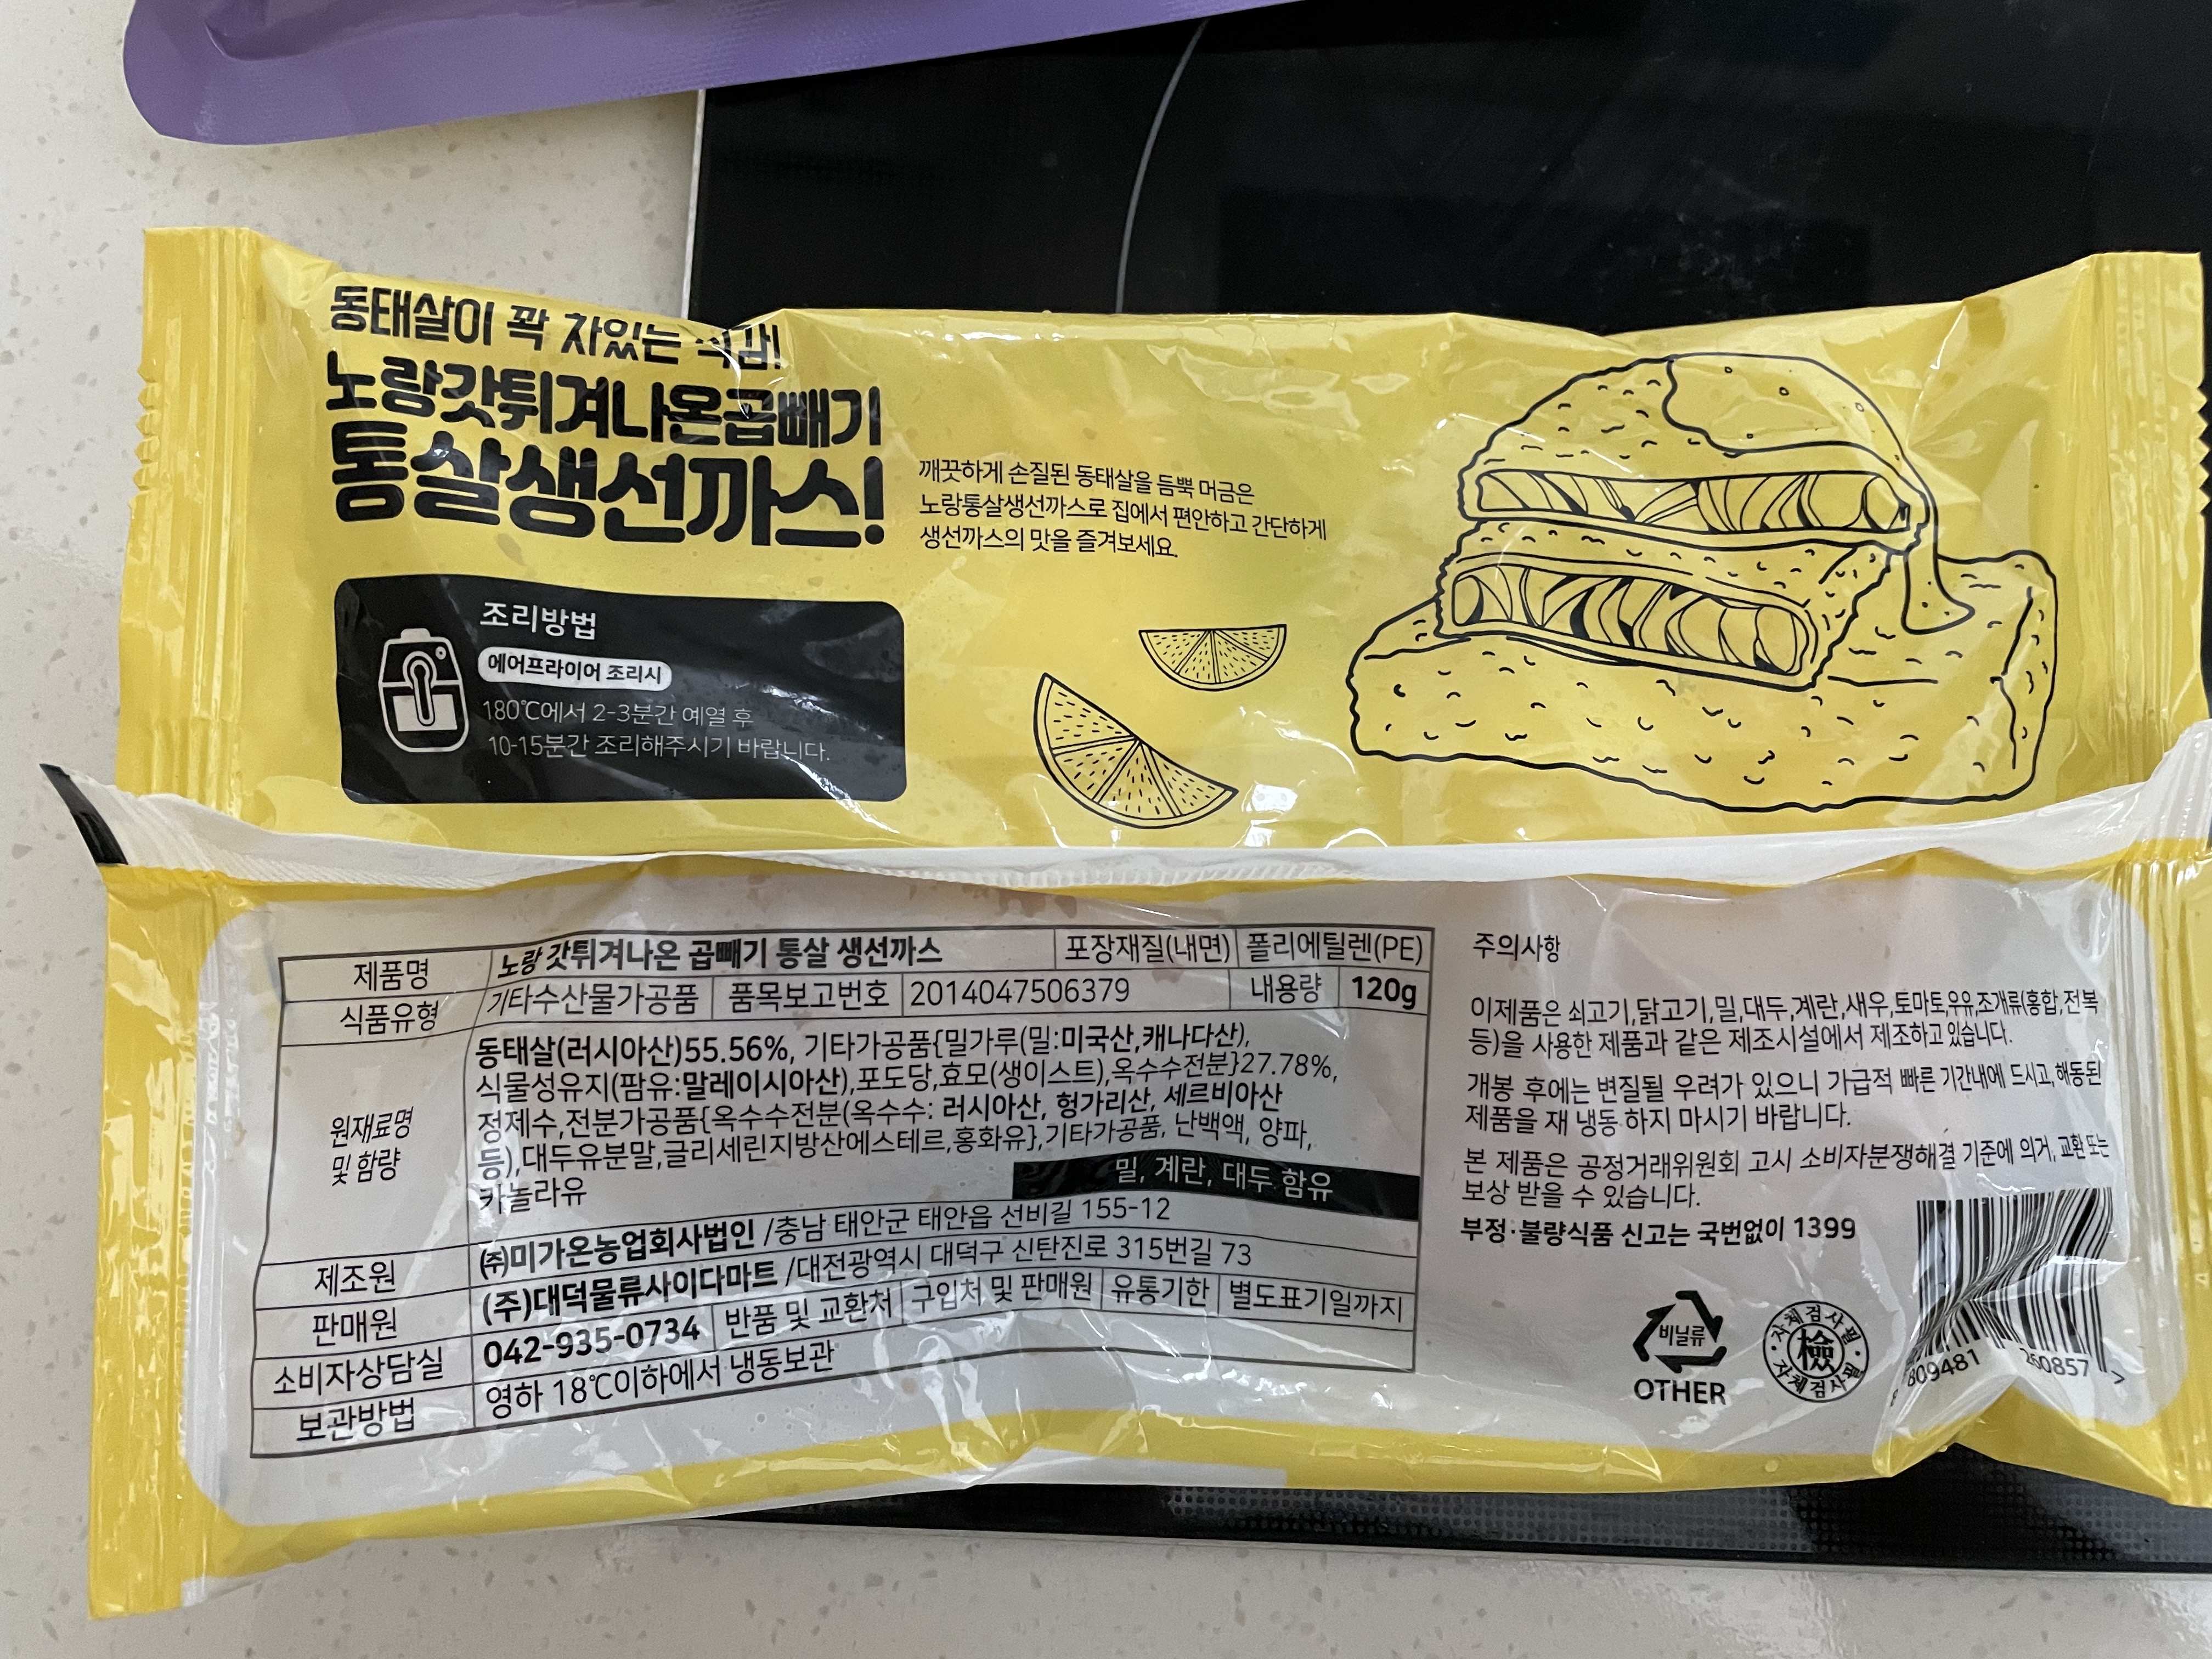 동태살이 꽉 차있는 식감!
노랑갓튀겨나온곱빼기
통살생선까스!
깨끗하게 손질된 동태살을 듬뿍 머금은
노랑통살생선까스로 집에서 편안하고 간단하게
생선까스의 맛을 즐겨보세요.
조리방법
에어프라이어 조리시
180℃에서 2-3분간 예열 후
10-15분간 조리해주시기 바랍니다.
제품명 노랑 갓튀겨나온 곱빼기 통살 생선까스 포장재질(내면) 폴리에틸렌(PE)
식품유형 기타수산물가공품 품목보고번호 2014047506379 내용량 120g
원재료명
및 함량
동태살(러시아산)55.56%, 기타가공품{밀가루(밀:미국산,캐나다산),
식물성유지(팜유:말레이시아산),포도당,효모(생이스트),옥수수전분}27.78%,
정제수,전분가공품{옥수수전분(옥수수: 러시아산, 헝가리산, 세르비아산
등),대두유분말,글리세린지방산에스테르,홍화유},기타가공품, 난백액, 양파,
카놀라유
밀, 계란, 대두 함유
제조원 ㈜미가온농업회사법인 /충남 태안군 태안읍 선비길 155-12
판매원 (주)대덕물류사이다마트 /대전광역시 대덕구 신탄진로 315번길 73
소비자상담실 042-935-0734 반품 및 교환처 구입처 및 판매원 유통기한 별도표기일까지
보관방법 영하 18℃이하에서 냉동보관
주의사항
이제품은 쇠고기,닭고기,밀,대두,계란,새우,토마토,우유,조개류(홍합,전복
등)을 사용한 제품과 같은 제조시설에서 제조하고 있습니다.
개봉 후에는 변질될 우려가 있으니 가급적 빠른 기간내에 드시고, 해동된
제품을 재 냉동 하지 마시기 바랍니다.
본 제품은 공정거래위원회 고시 소비자분쟁해결 기준에 의거, 교환 또는
보상 받을 수 있습니다.
부정·불량식품 신고는 국번없이 1399
비닐류
OTHER
자체검사필
檢
자체검사필
8 809481 260857 >